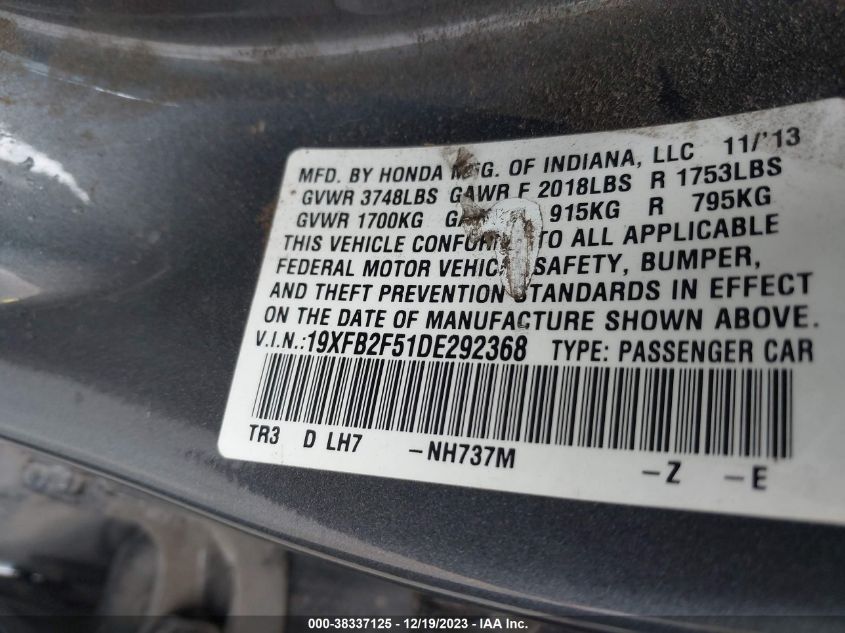 MFD. BY HONDA MFG. OF INDIANA, LLC 11/'13
GVWR 3748LBS GAWR F 2018LBS R 1753LBS
GVWR 1700KG 915KG R 795KG
THIS VEHICLE CONFORMS TO ALL APPLICABLE
FEDERAL MOTOR VEHICLE SAFETY, BUMPER,
AND THEFT PREVENTION STANDARDS IN EFFECT
ON THE DATE OF MANUFACTURE SHOWN ABOVE.
V.I.N.:19XFB2F51DE292368 TYPE: PASSENGER CAR
TR3 D LH7 -NH737M -Z -E
000-38337125 - 12/19/2023 - IAA Inc.